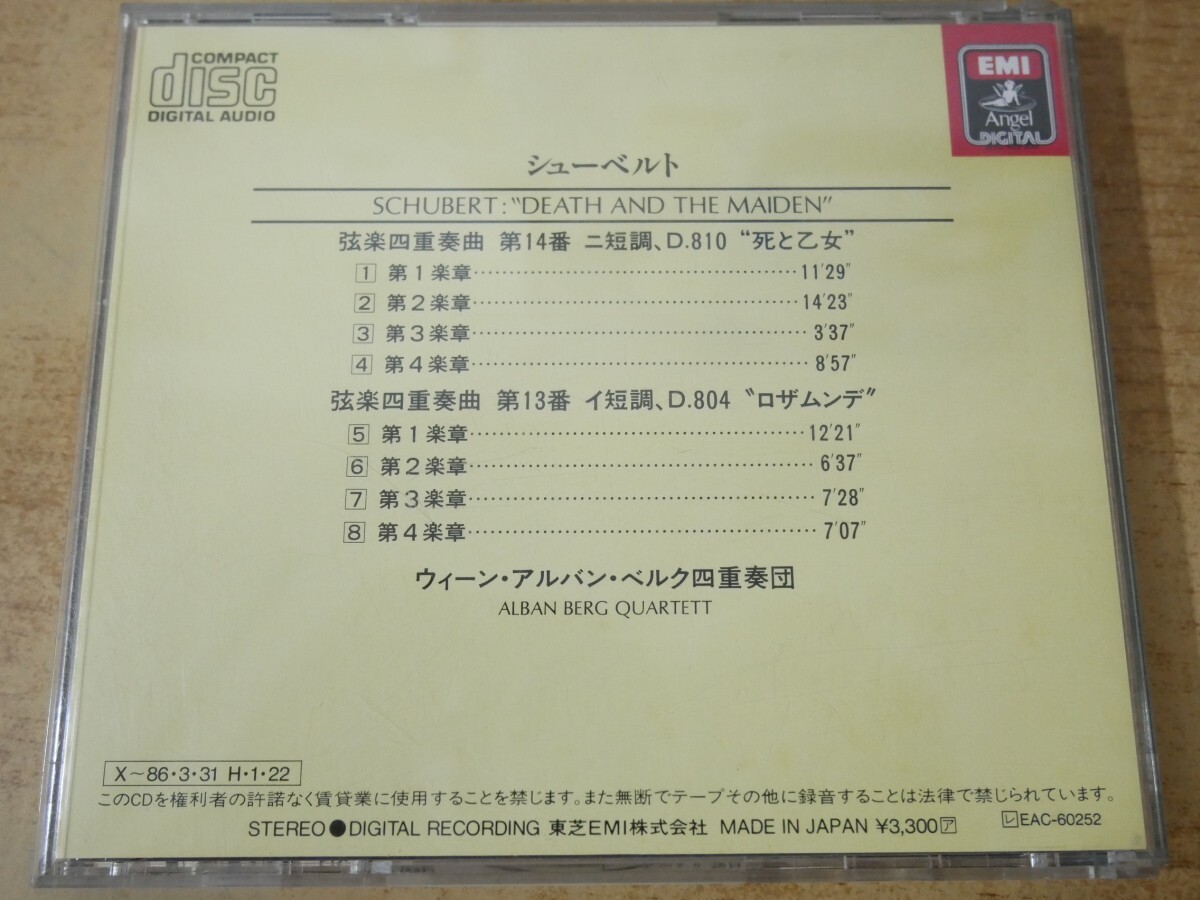 COMPACT
disc
DIGITAL AUDIO
EMI
Angel
DIGITAL
シューベルト
SCHUBERT: "DEATH AND THE MAIDEN"
弦楽四重奏曲 第14番 ニ短調、D.810 “死と乙女”
1 第1楽章 11'29"
2 第2楽章 14'23"
3 第3楽章 3'37"
4 第4楽章 8'57"
弦楽四重奏曲 第13番 イ短調、D.804 “ロザムンデ”
5 第1楽章 12'21"
6 第2楽章 6'37"
7 第3楽章 7'28"
8 第4楽章 7'07"
ウィーン・アルバン・ベルク四重奏団
ALBAN BERG QUARTETT
X～86・3・31 H・1・22
このCDを権利者の許諾なく賃貸業に使用することを禁じます。また無断でテープその他に録音することは法律で禁じられています。
STEREO●DIGITAL RECORDING 東芝EMI株式会社 MADE IN JAPAN ¥3,300ア レEAC-60252